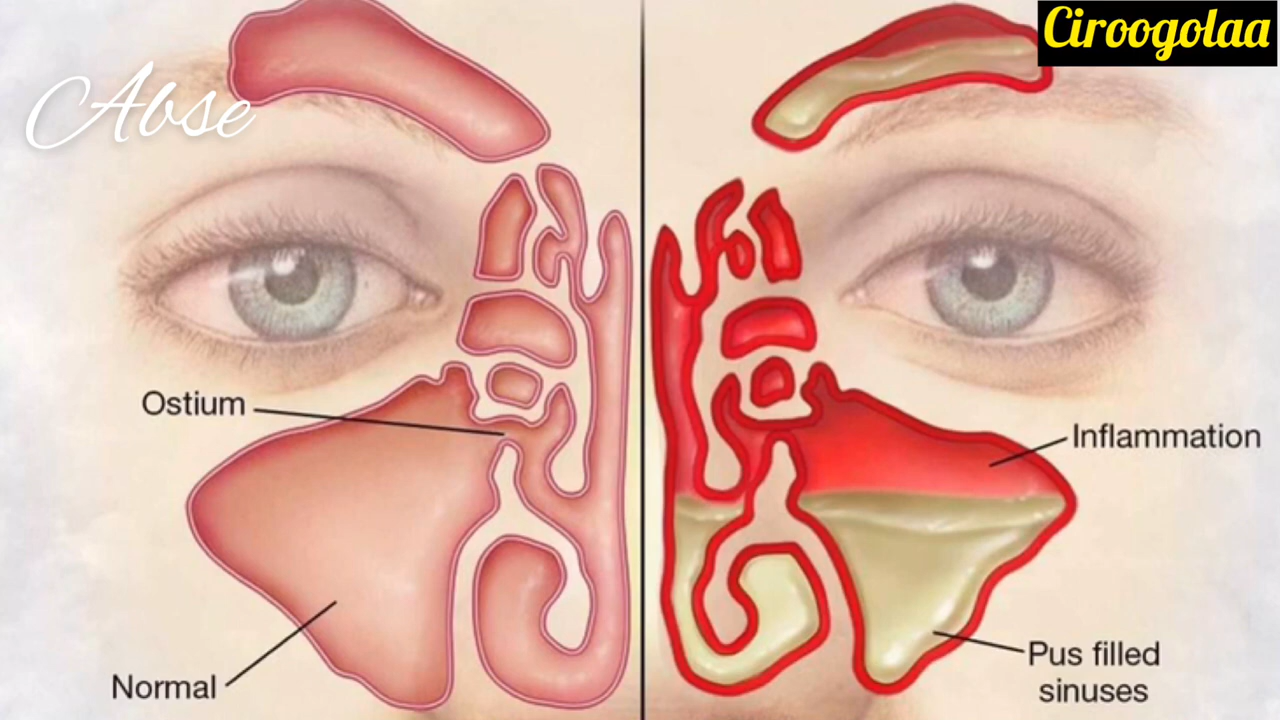 Ciroogolaa
Abse
Ostium
Inflammation
Normal
Pus filled
sinuses